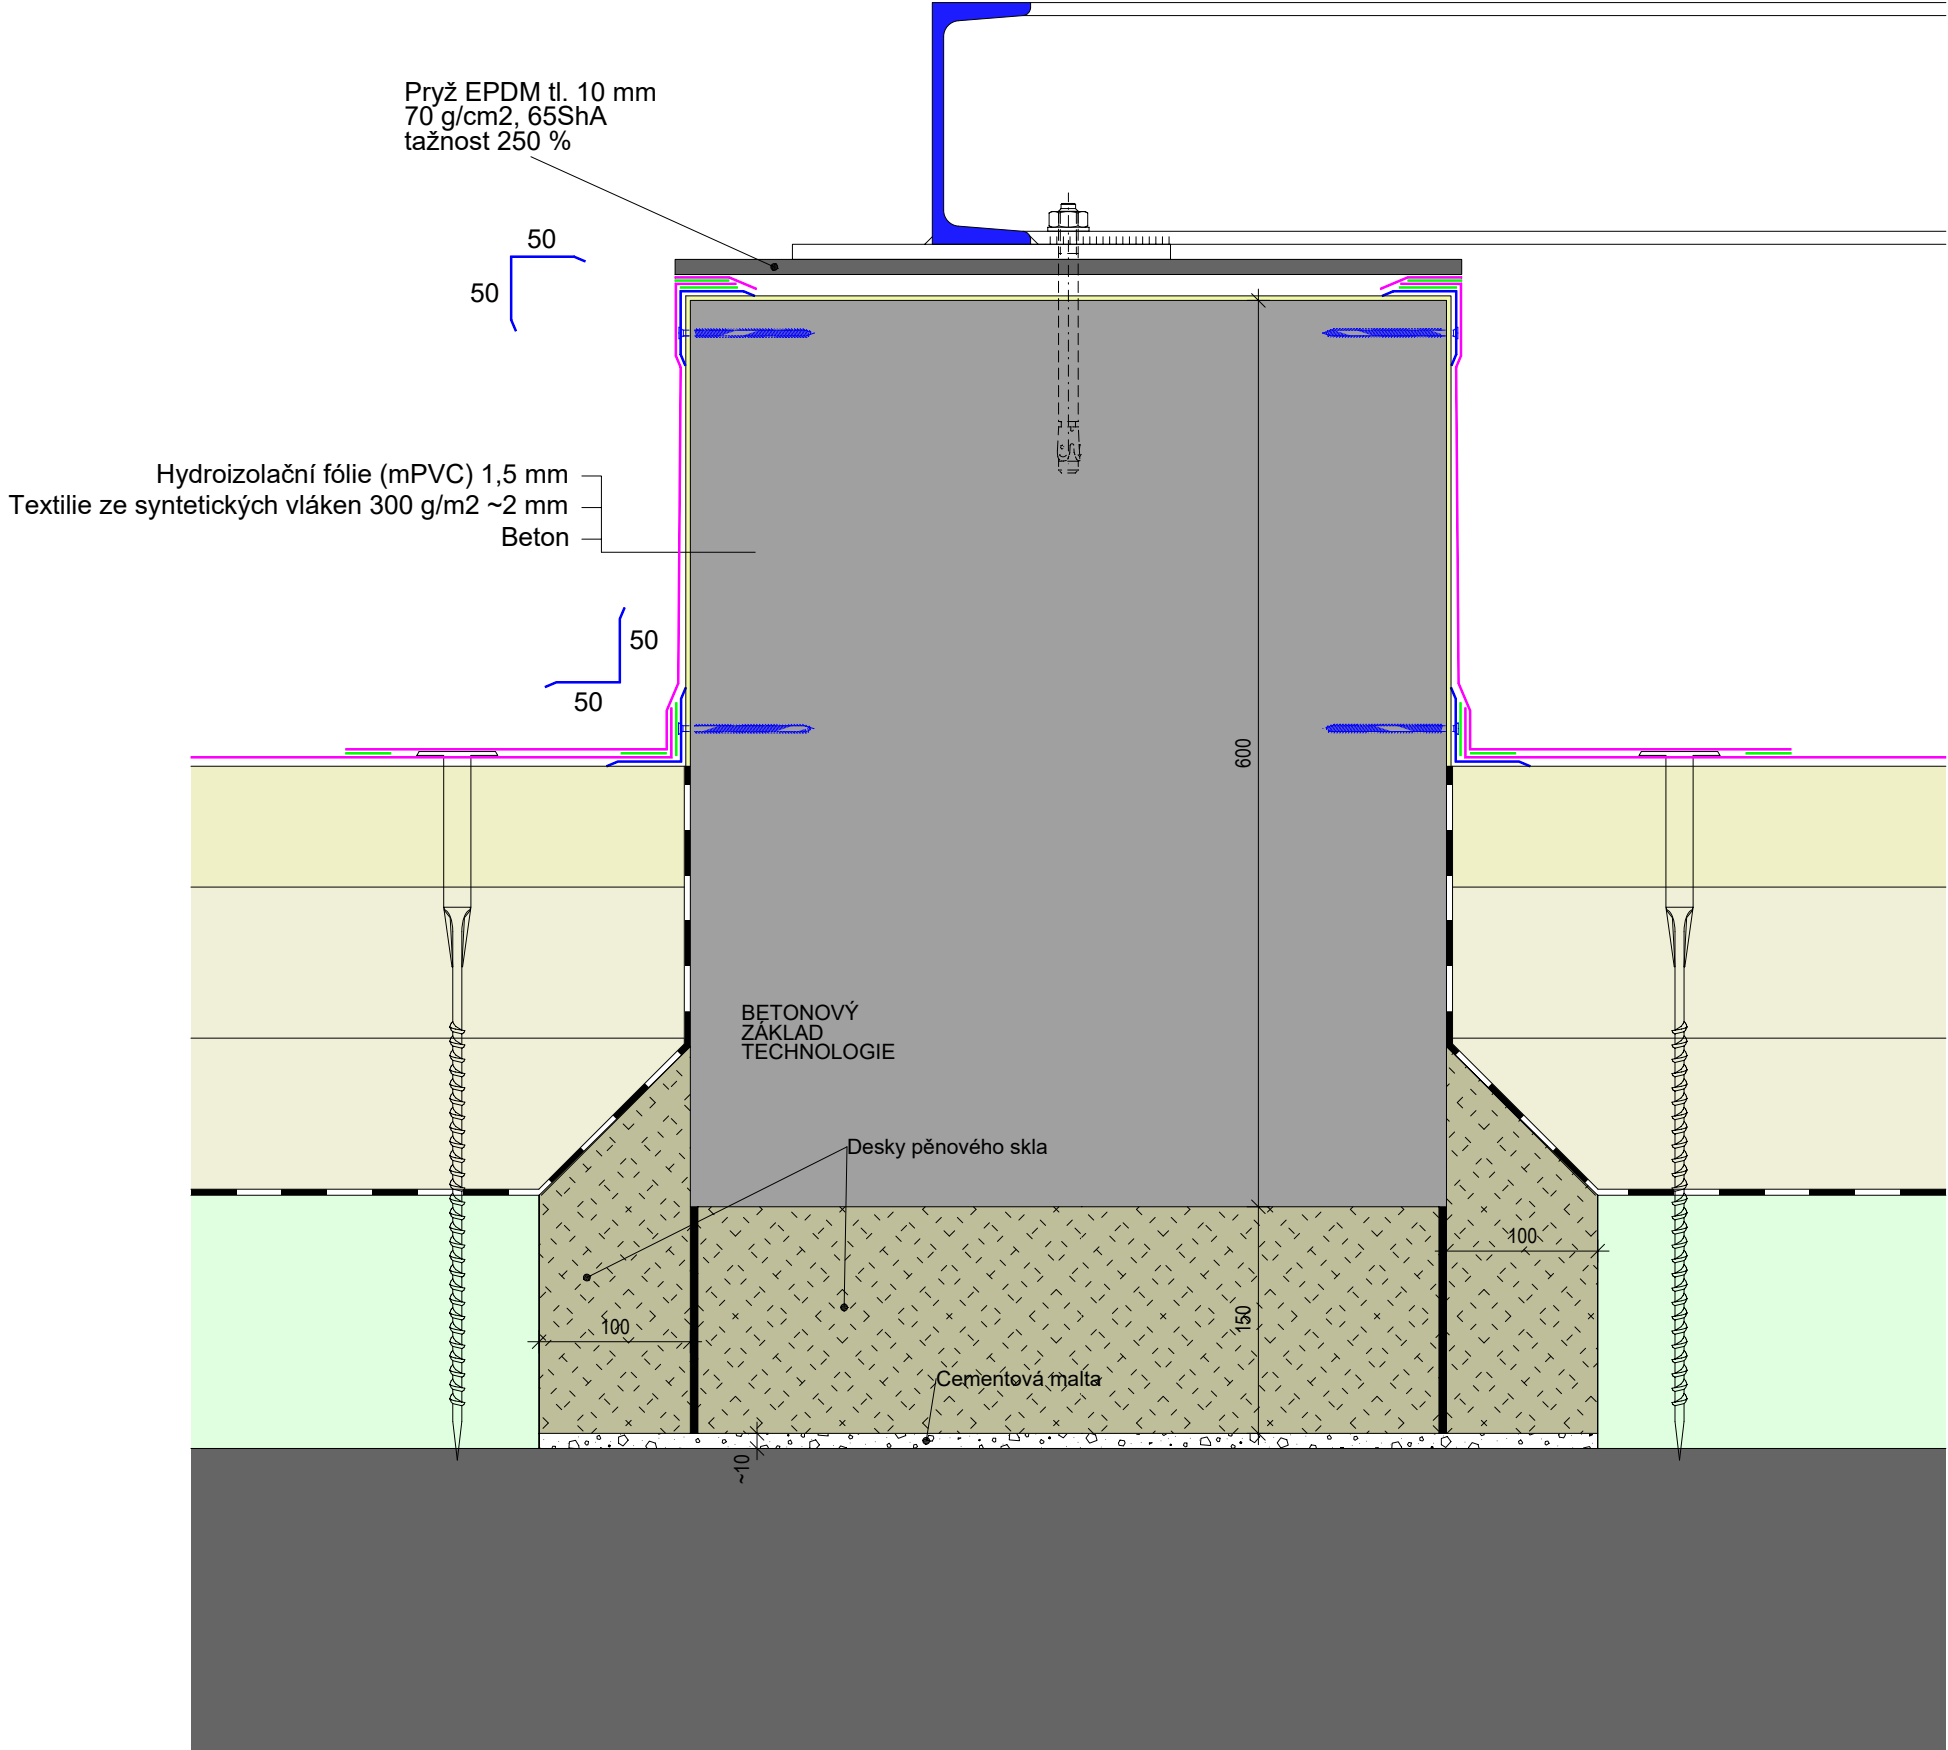 Pryž EPDM tl. 10 mm
70 g/cm2, 65ShA
tažnost 250 %
50
50
Hydroizolační fólie (mPVC) 1,5 mm
Textilie ze syntetických vláken 300 g/m2 ~2 mm
Beton
50
50
600
BETONOVÝ
ZÁKLAD
TECHNOLOGIE
Desky pěnového skla
100
100
150
Cementová malta
~10